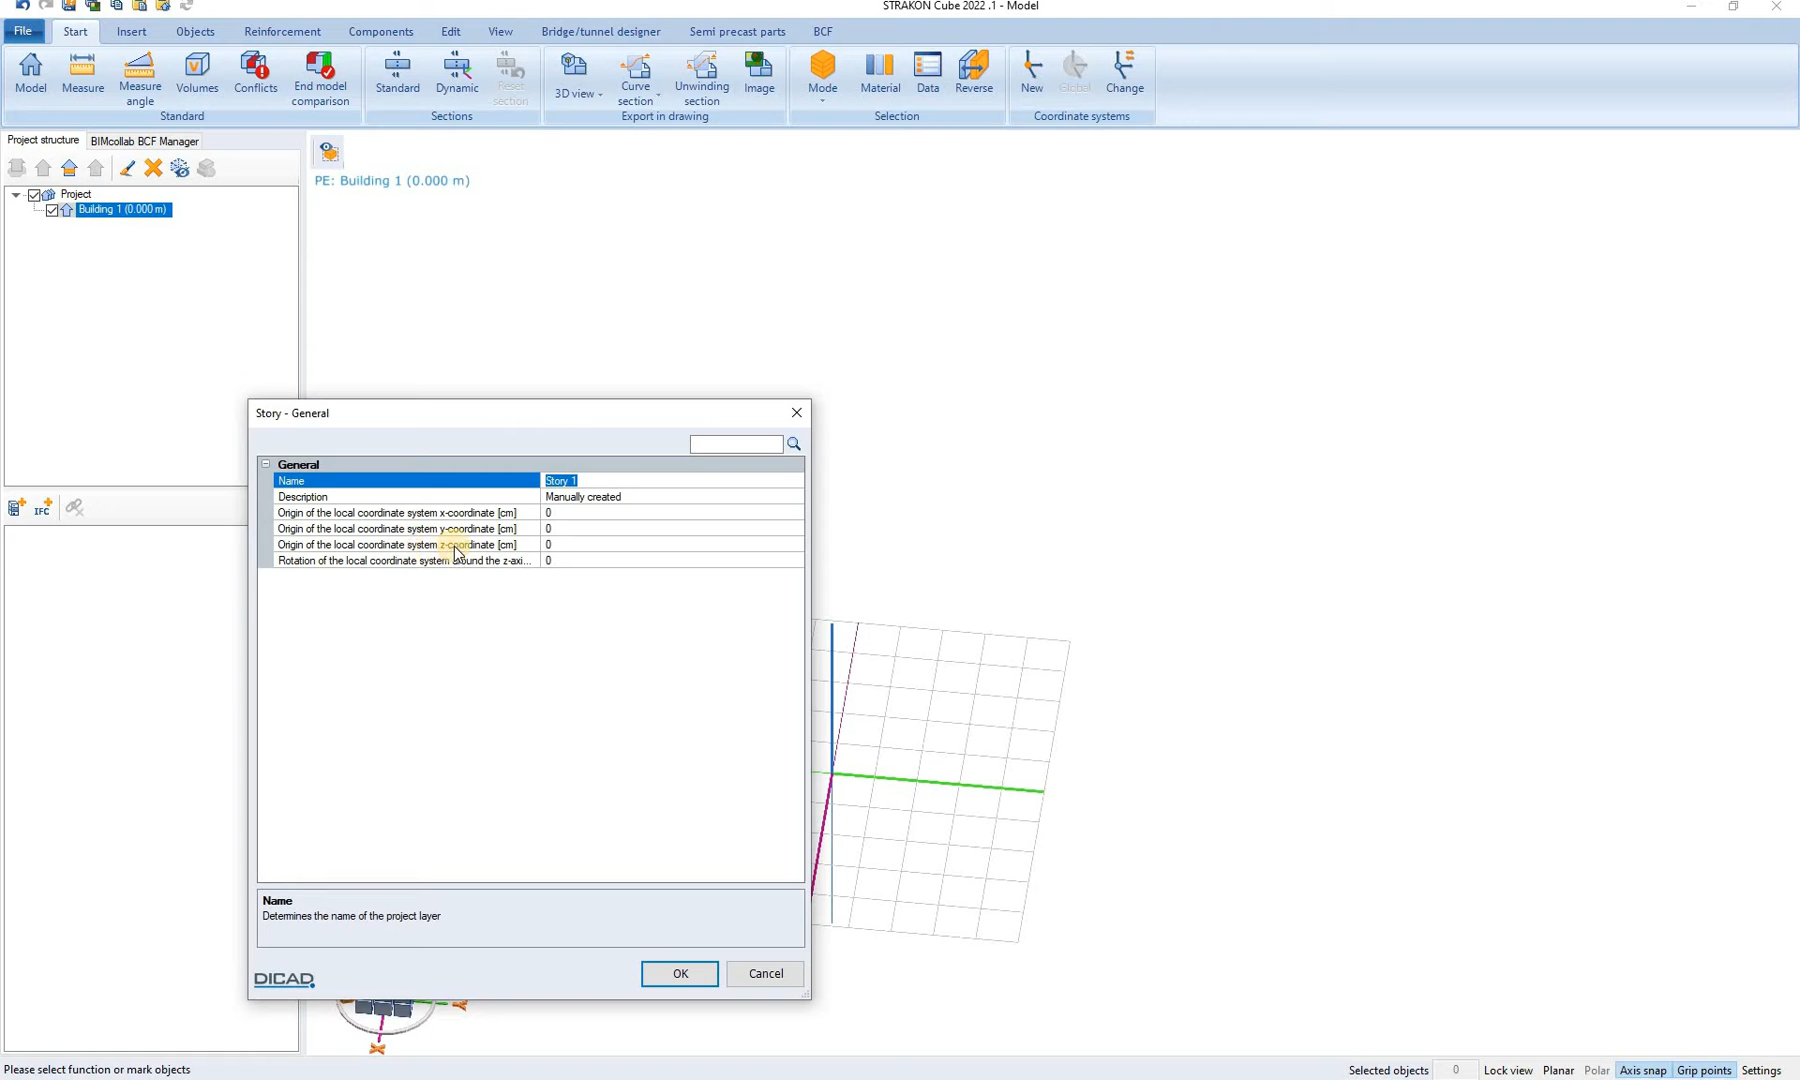 STRAKON Cube 2022 .1 - Model
File Start Insert Objects Reinforcement Components Edit View Bridge/tunnel designer Semi precast parts BCF
Model Measure Measure angle Volumes Conflicts End model comparison
Standard
Standard Dynamic Reset section
Sections
3D view Curve section Unwinding section Image
Export in drawing
Mode Material Data Reverse
Selection
New Global Change
Coordinate systems
Project structure BIMcollab BCF Manager
Project
Building 1 (0.000 m)
IFC
PE: Building 1 (0.000 m)
Story - General
General
Name Story 1
Description Manually created
Origin of the local coordinate system x-coordinate [cm] 0
Origin of the local coordinate system y-coordinate [cm] 0
Origin of the local coordinate system z-coordinate [cm] 0
Rotation of the local coordinate system around the z-axi... 0
Name
Determines the name of the project layer
DICAD
OK Cancel
Please select function or mark objects
Selected objects 0 Lock view Planar Polar Axis snap Grip points Settings